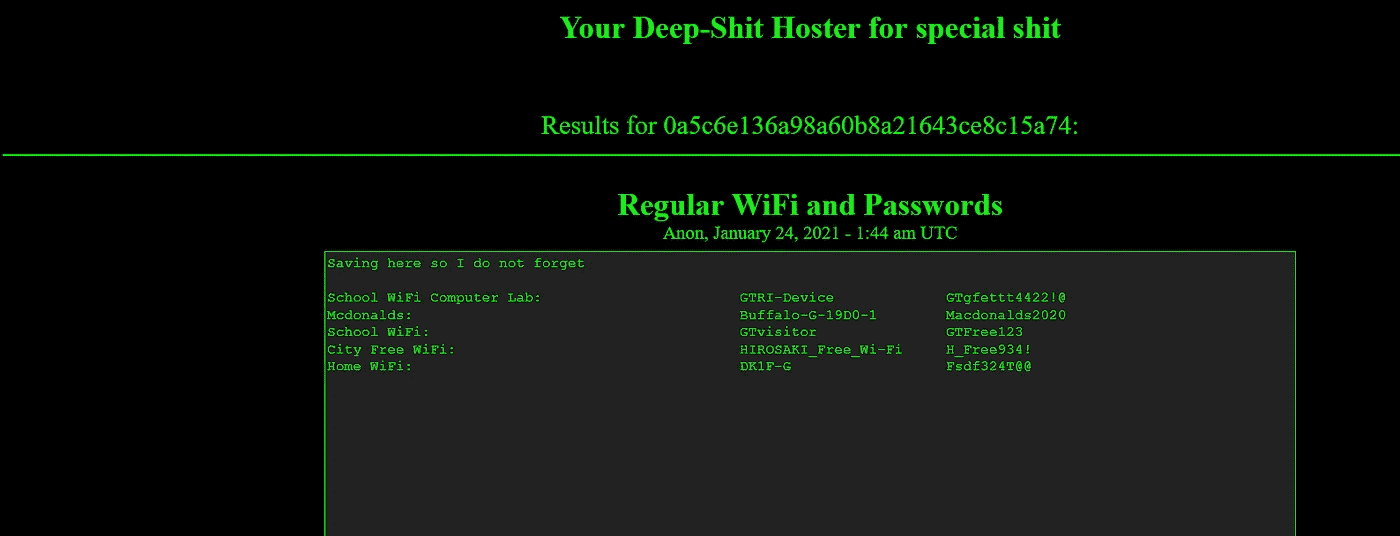 Your Deep-Shit Hoster for special shit
Results for 0a5c6e136a98a60b8a21643ce8c15a74:
Regular WiFi and Passwords
Anon, January 24, 2021 - 1:44 am UTC
Saving here so I do not forget
School WiFi Computer Lab: GTRI-Device GTgfettt4422!@
Mcdonalds: Buffalo-G-19D0-1 Macdonalds2020
School WiFi: GTvisitor GTFree123
City Free WiFi: HIROSAKI_Free_Wi-Fi H_Free934!
Home WiFi: DK1F-G Fsdf324T@@